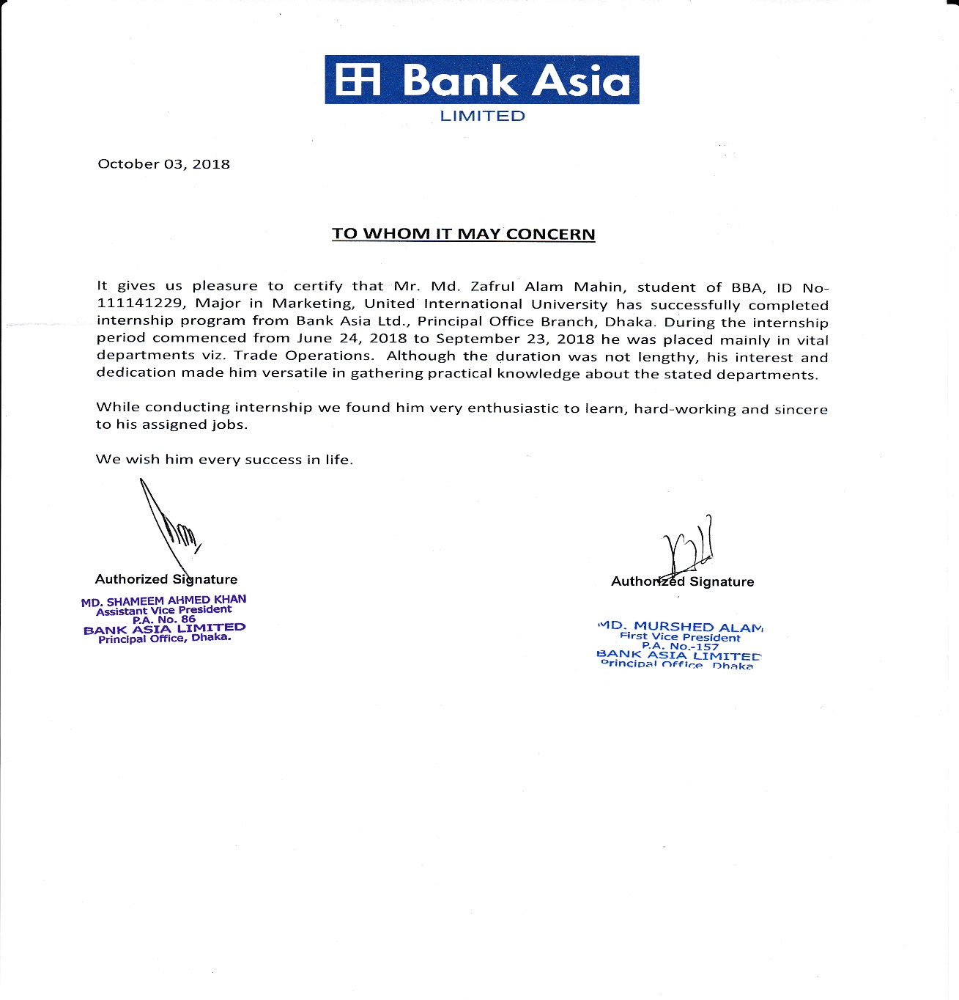 Bank Asia
LIMITED
October 03, 2018
TO WHOM IT MAY CONCERN
It gives us pleasure to certify that Mr. Md. Zafrul Alam Mahin, student of BBA, ID No-
111141229, Major in Marketing, United International University has successfully completed
internship program from Bank Asia Ltd., Principal Office Branch, Dhaka. During the internship
period commenced from June 24, 2018 to September 23, 2018 he was placed mainly in vital
departments viz. Trade Operations. Although the duration was not lengthy, his interest and
dedication made him versatile in gathering practical knowledge about the stated departments.
While conducting internship we found him very enthusiastic to learn, hard-working and sincere
to his assigned jobs.
We wish him every success in life.
Authorized Signature
MD. SHAMEEM AHMED KHAN
Assistant Vice President
P.A. No. 86
BANK ASIA LIMITED
Principal Office, Dhaka.
Authorized Signature
MD. MURSHED ALAM
First Vice President
P.A. No.-157
BANK ASIA LIMITED
Principal Office Dhaka